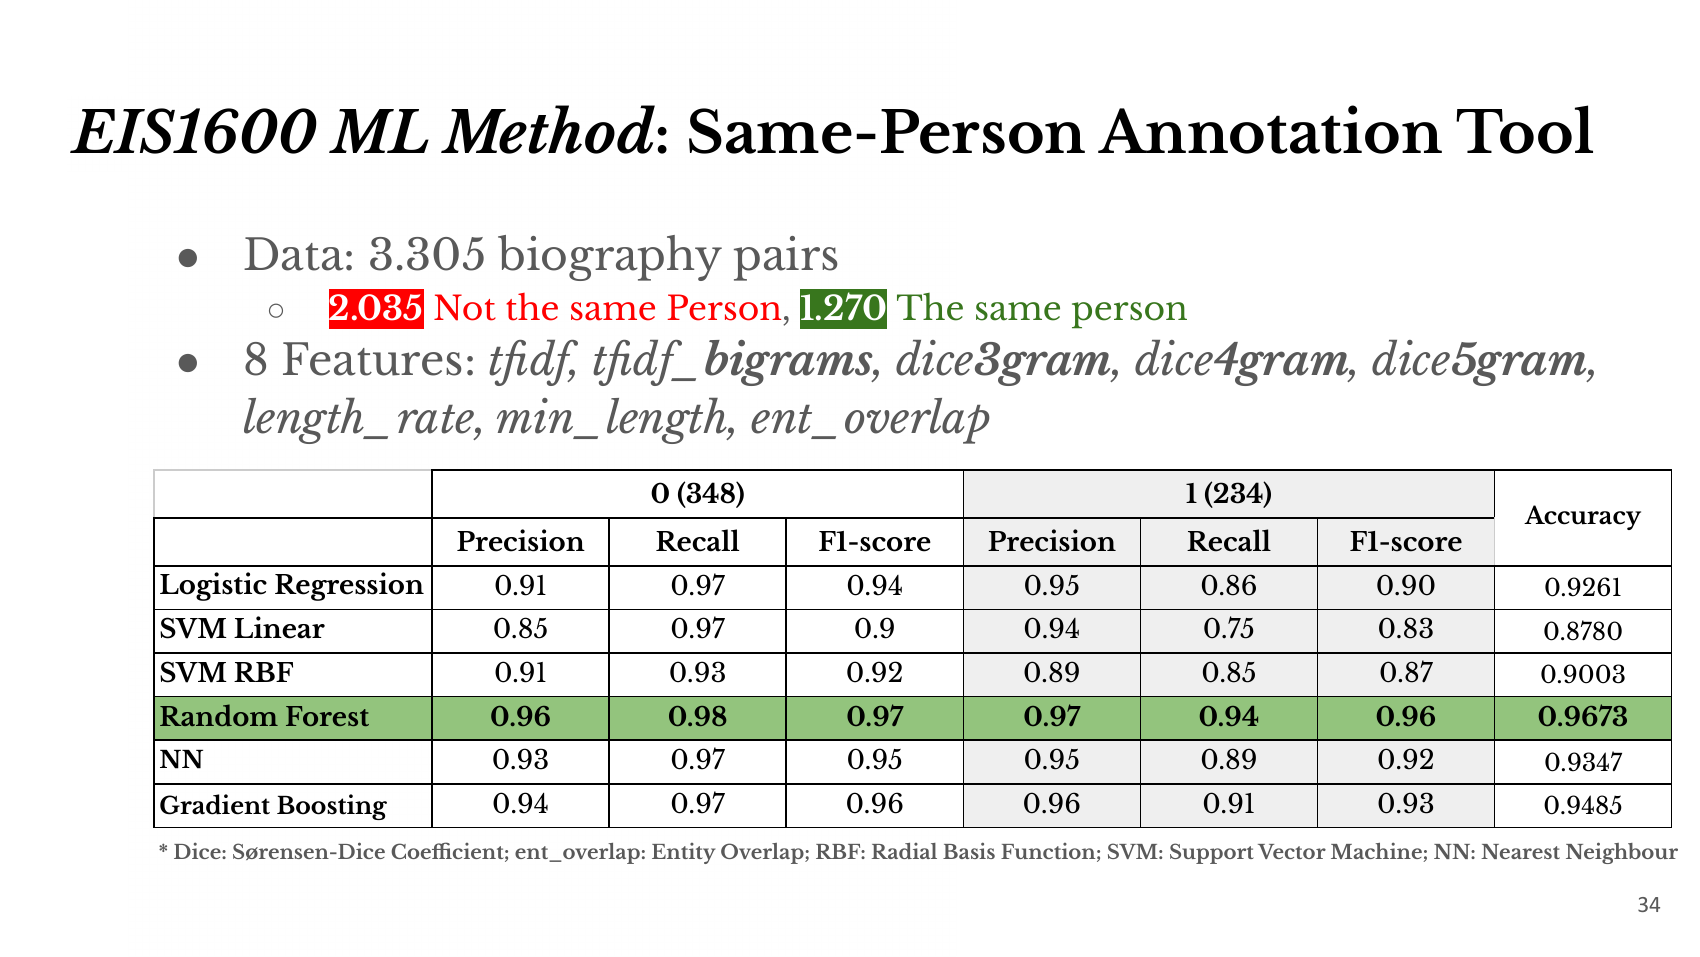 EIS1600 ML Method: Same-Person Annotation Tool
● Data: 3.305 biography pairs
○ 2.035 Not the same Person, 1.270 The same person
● 8 Features: tfidf, tfidf_bigrams, dice3gram, dice4gram, dice5gram,
length_rate, min_length, ent_overlap
0 (348) 1 (234) Accuracy
Precision Recall F1-score Precision Recall F1-score
Logistic Regression 0.91 0.97 0.94 0.95 0.86 0.90 0.9261
SVM Linear 0.85 0.97 0.9 0.94 0.75 0.83 0.8780
SVM RBF 0.91 0.93 0.92 0.89 0.85 0.87 0.9003
Random Forest 0.96 0.98 0.97 0.97 0.94 0.96 0.9673
NN 0.93 0.97 0.95 0.95 0.89 0.92 0.9347
Gradient Boosting 0.94 0.97 0.96 0.96 0.91 0.93 0.9485
* Dice: Sørensen-Dice Coefficient; ent_overlap: Entity Overlap; RBF: Radial Basis Function; SVM: Support Vector Machine; NN: Nearest Neighbour
34